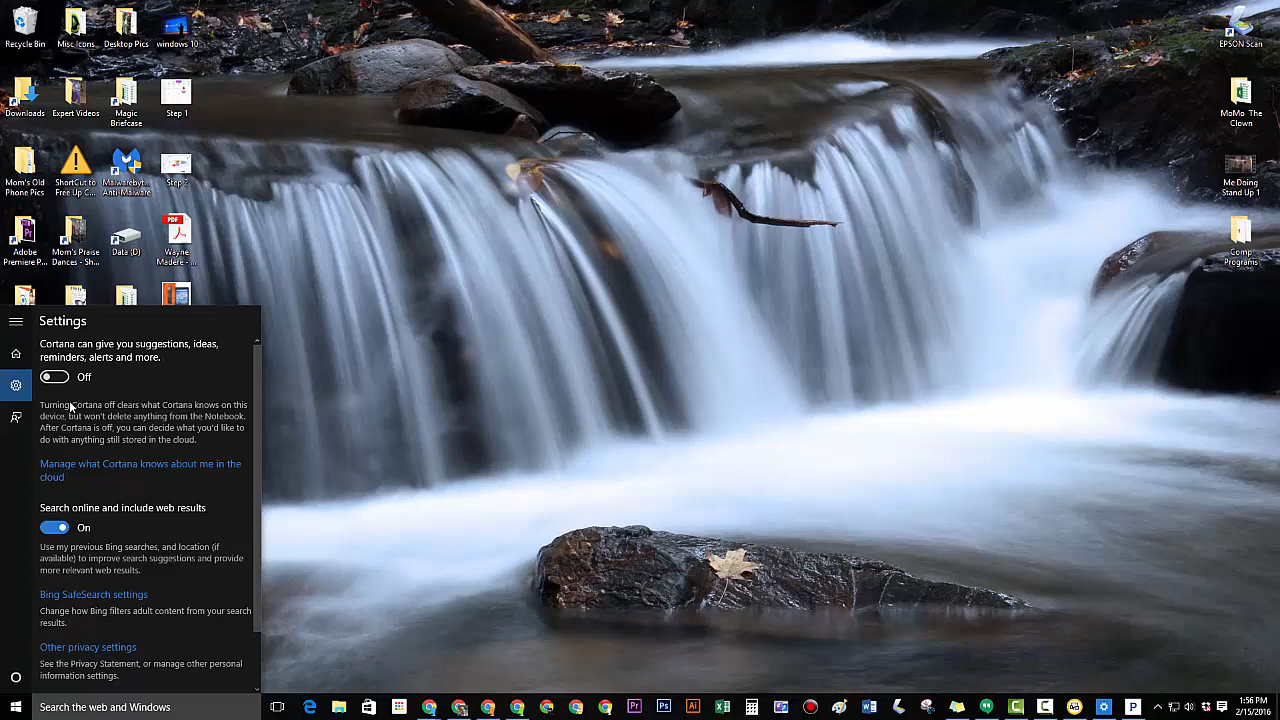 Recycle Bin
Misc Icons
Desktop Pics
windows 10
EPSON Scan
Downloads
Expert Videos
Magic
Briefcase
Step 1
MoMo The
Clown
Mom's Old
Phone Pics
ShortCut to
Free Up C...
Malwarebyt...
Anti-Malware
Step 2
Me Doing
Stand Up 1
Adobe
Premiere P...
Mom's Praise
Dances - Sh...
Data (D)
PDF
Wayne
Madere - ...
Comp
Programs
Settings
Cortana can give you suggestions, ideas,
reminders, alerts and more.
Off
Turning Cortana off clears what Cortana knows on this
device, but won't delete anything from the Notebook.
After Cortana is off, you can decide what you'd like to
do with anything still stored in the cloud.
Manage what Cortana knows about me in the
cloud
Search online and include web results
On
Use my previous Bing searches, and location (if
available) to improve search suggestions and provide
more relevant web results.
Bing SafeSearch settings
Change how Bing filters adult content from your search
results.
Other privacy settings
See the Privacy Statement, or manage other personal
information settings.
Search the web and Windows
Pr
Ps
Ai
P
1:56 PM
2/15/2016